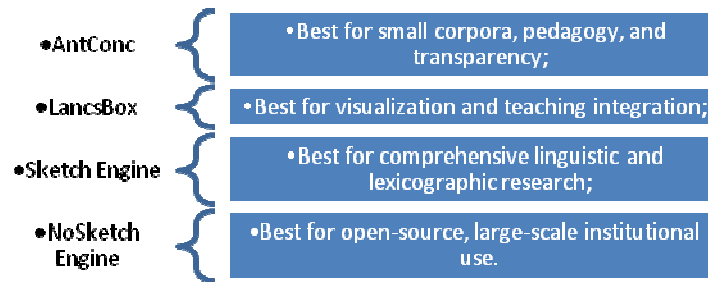 •AntConc
•Best for small corpora, pedagogy, and
transparency;
•LancsBox
•Best for visualization and teaching integration;
•Sketch Engine
•Best for comprehensive linguistic and
lexicographic research;
•NoSketch
Engine
•Best for open-source, large-scale institutional
use.